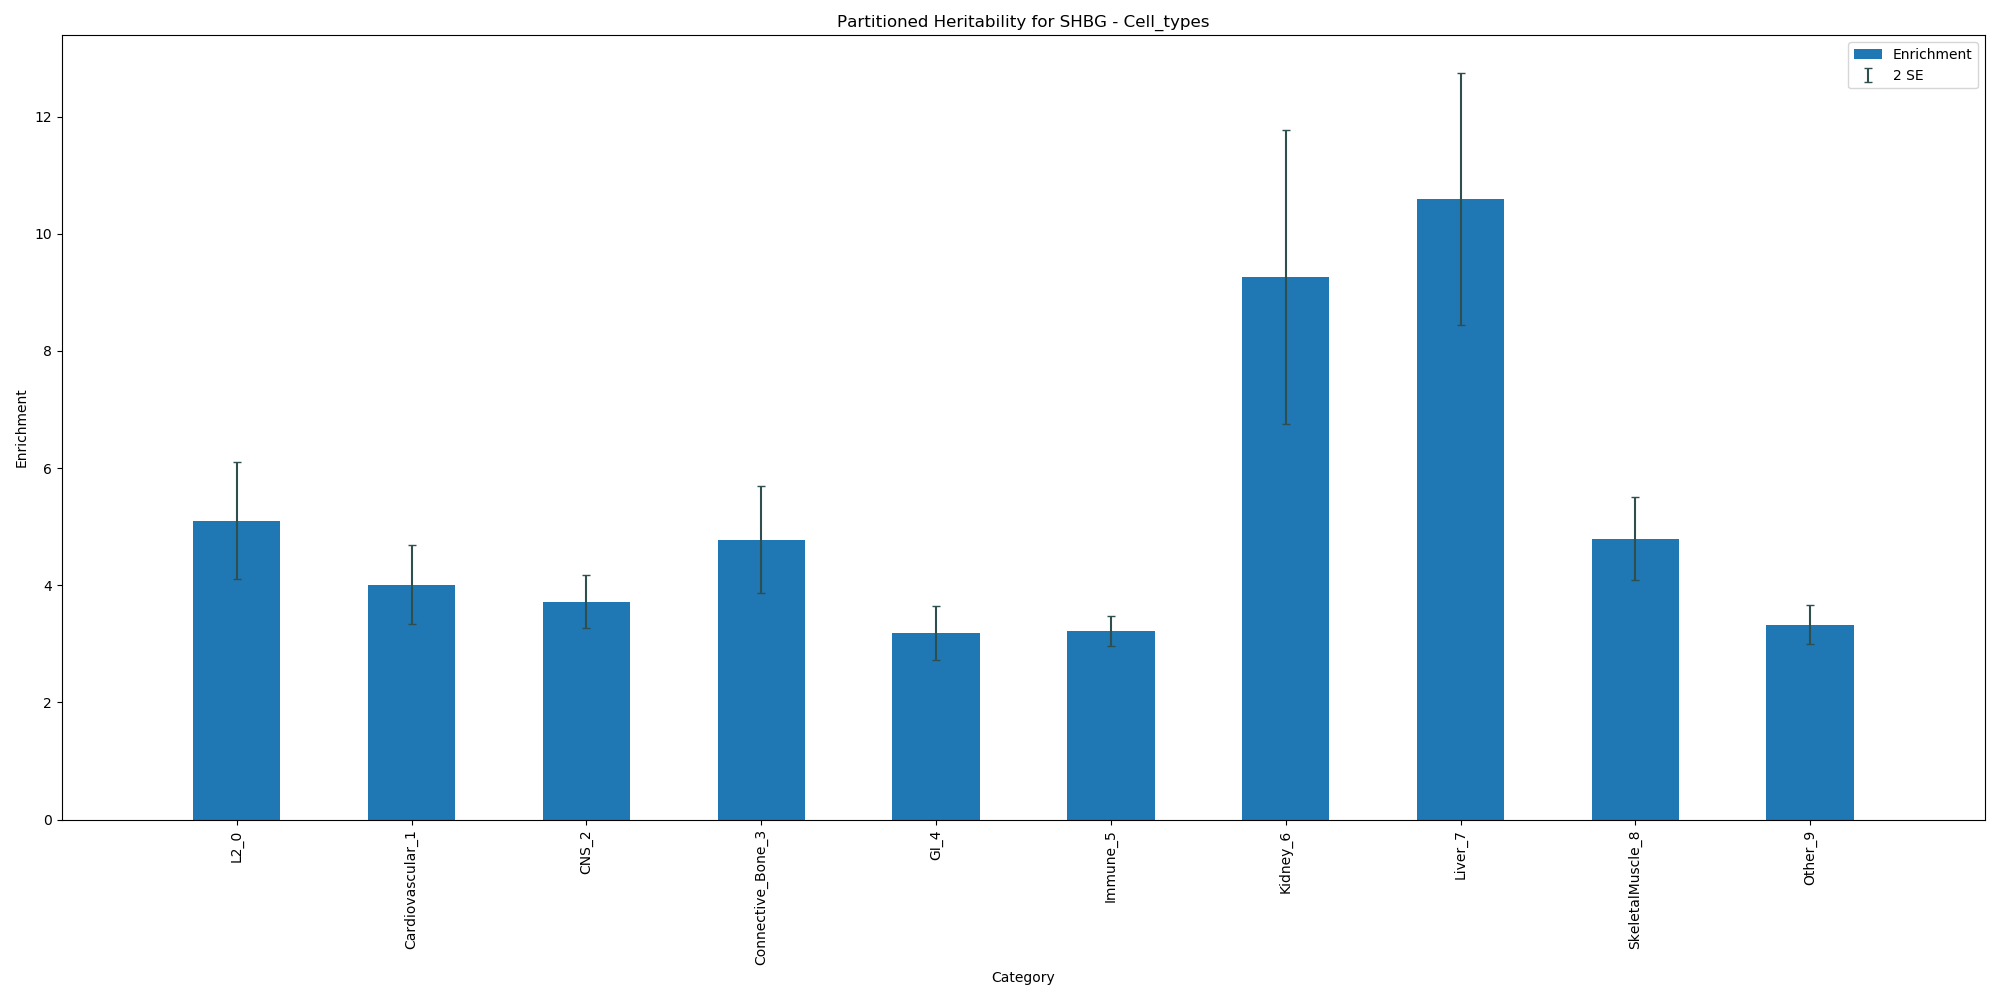 Partitioned Heritability for SHBG - Cell_types
Enrichment
2 SE
Enrichment
12
10
8
6
4
2
0
L2_0
Cardiovascular_1
CNS_2
Connective_Bone_3
GI_4
Immune_5
Kidney_6
Liver_7
SkeletalMuscle_8
Other_9
Category